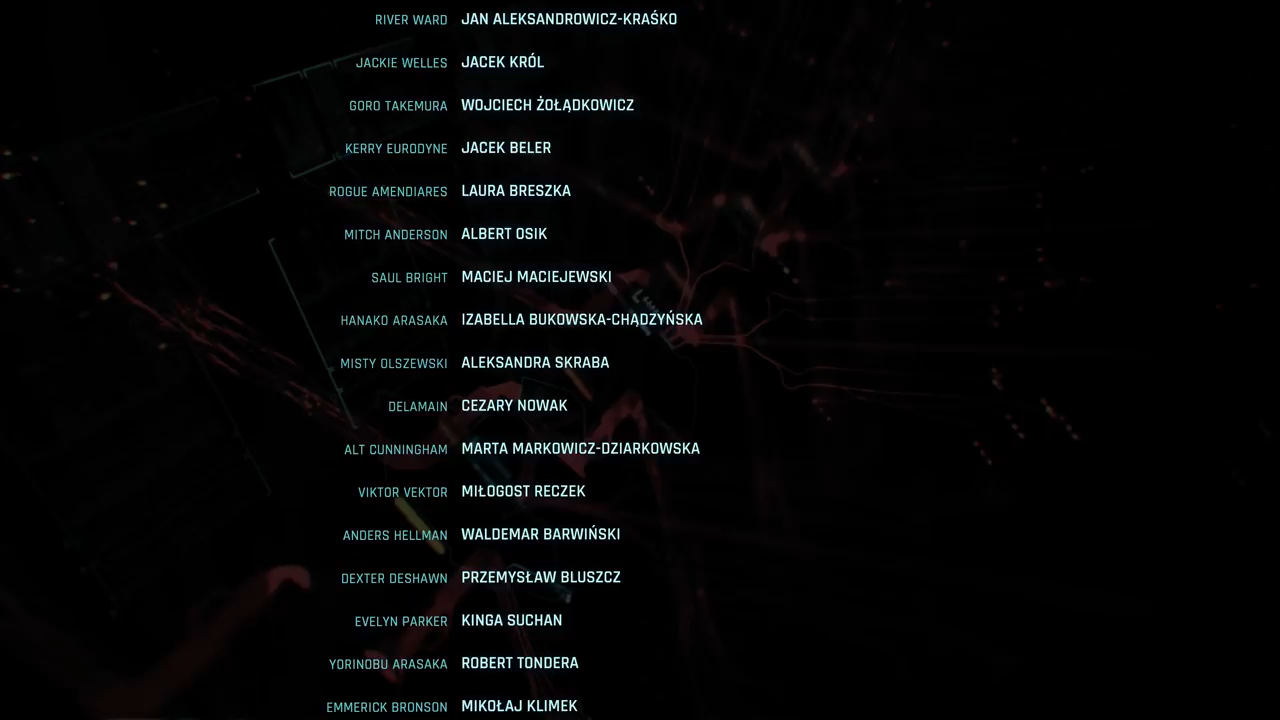 RIVER WARD JAN ALEKSANDROWICZ-KRAŚKO
JACKIE WELLES JACEK KRÓL
GORO TAKEMURA WOJCIECH ŻOŁĄDKOWICZ
KERRY EURODYNE JACEK BELER
ROGUE AMENDIARES LAURA BRESZKA
MITCH ANDERSON ALBERT OSIK
SAUL BRIGHT MACIEJ MACIEJEWSKI
HANAKO ARASAKA IZABELLA BUKOWSKA-CHĄDZYŃSKA
MISTY OLSZEWSKI ALEKSANDRA SKRABA
DELAMAIN CEZARY NOWAK
ALT CUNNINGHAM MARTA MARKOWICZ-DZIARKOWSKA
VIKTOR VEKTOR MIŁOGOST RECZEK
ANDERS HELLMAN WALDEMAR BARWIŃSKI
DEXTER DESHAWN PRZEMYSŁAW BLUSZCZ
EVELYN PARKER KINGA SUCHAN
YORINOBU ARASAKA ROBERT TONDERA
EMMERICK BRONSON MIKOŁAJ KLIMEK